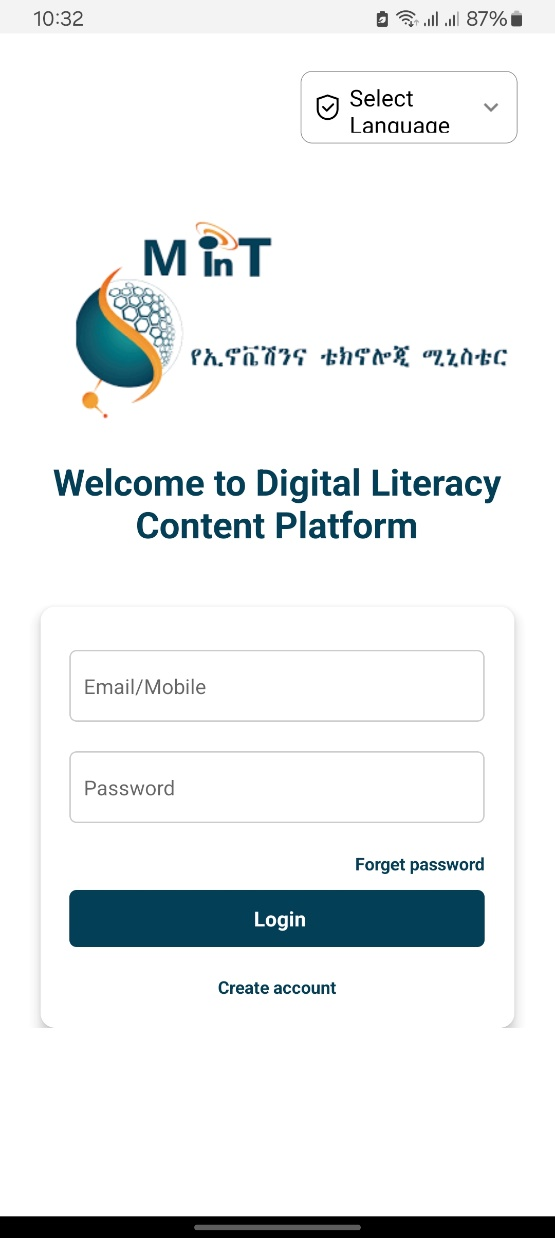 10:32
87%
Select
Language
M inT
የኢኖቬሽንና ቴክኖሎጂ ሚኒስቴር
Welcome to Digital Literacy
Content Platform
Email/Mobile
Password
Forget password
Login
Create account